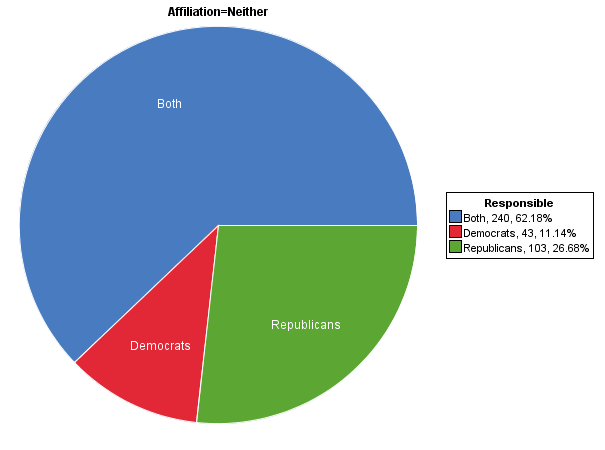 Affiliation=Neither
Both
Democrats
Republicans
Responsible
Both, 240, 62.18%
Democrats, 43, 11.14%
Republicans, 103, 26.68%